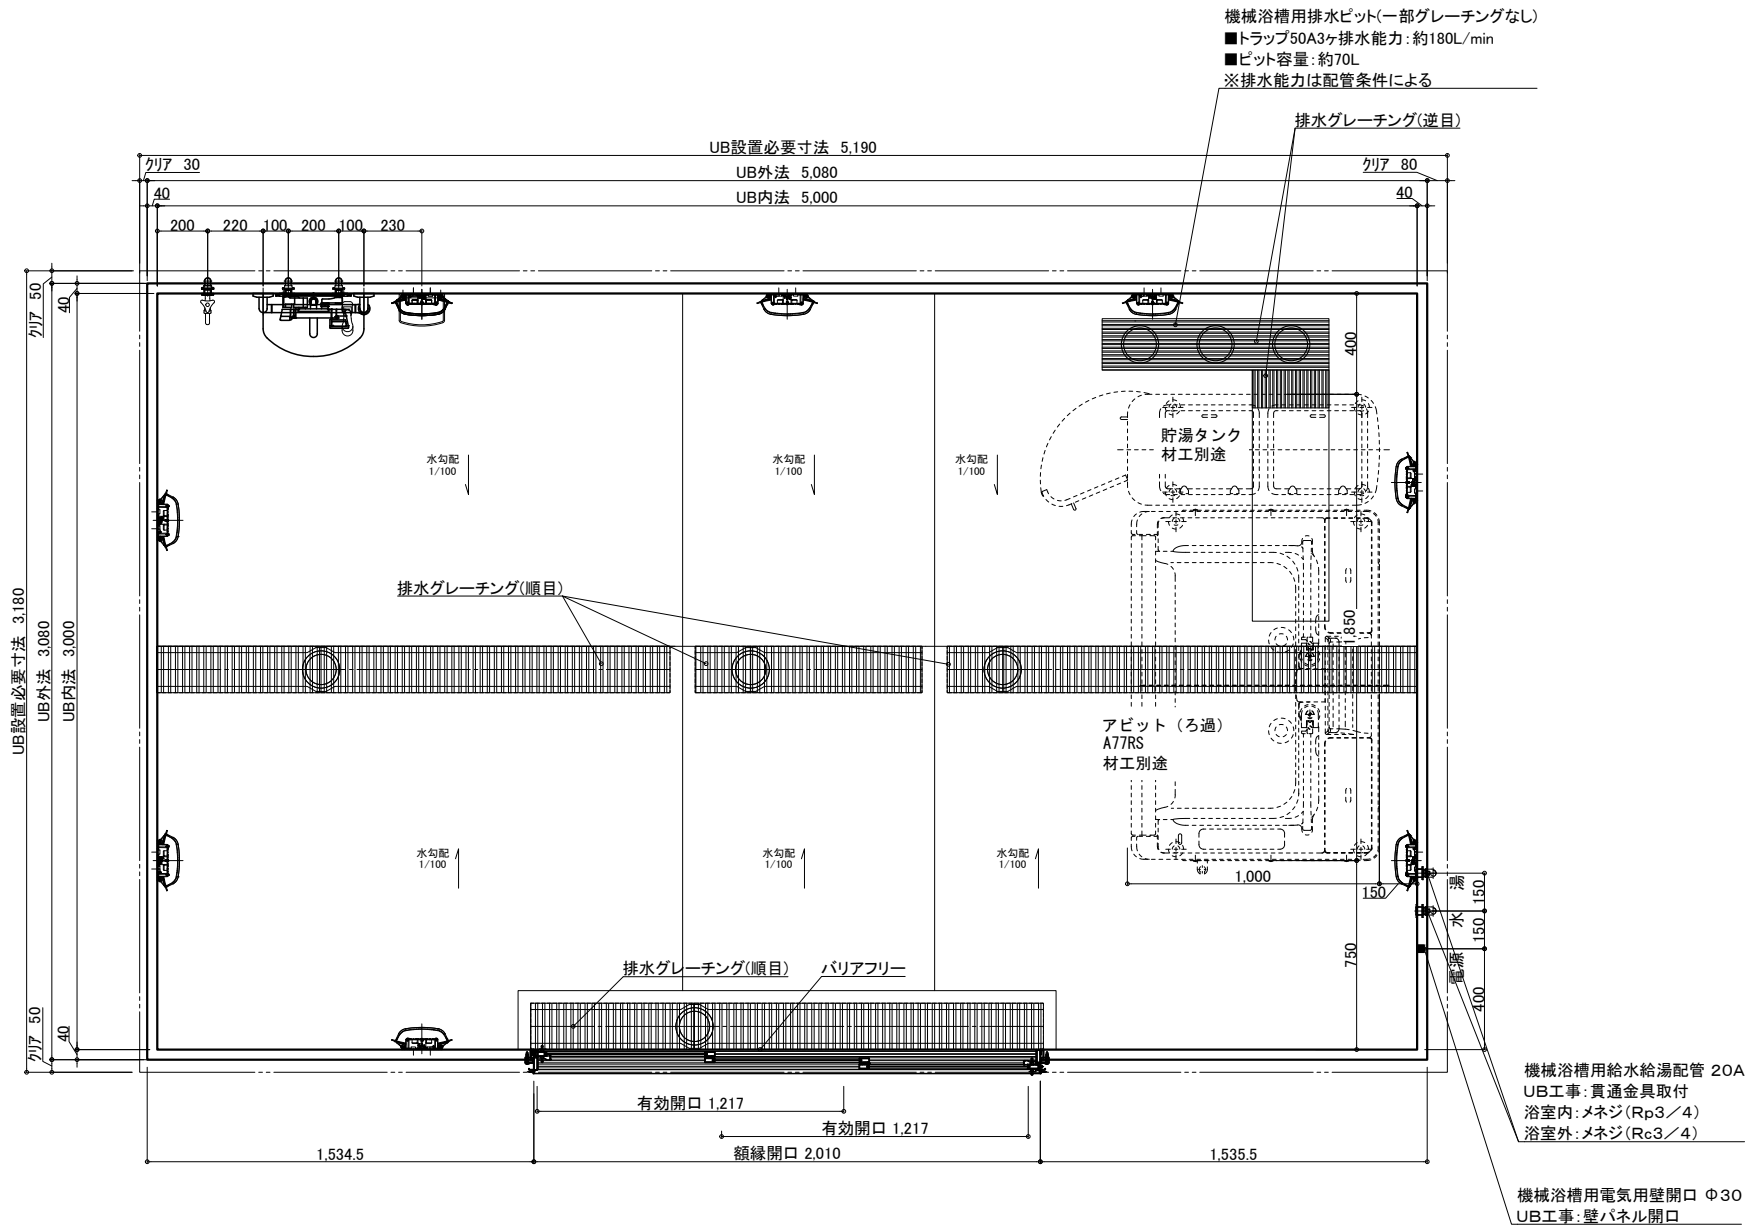 機械浴槽用排水ピット(一部グレーチングなし)
■トラップ50A3ヶ排水能力:約180L/min
■ピット容量:約70L
※排水能力は配管条件による
排水グレーチング(逆目)
UB設置必要寸法 5,190
クリア 30
クリア 80
UB外法 5,080
40
UB内法 5,000
40
200
220
100
200
100
230
クリア 50
40
400
貯湯タンク
材工別途
水勾配
1/100
水勾配
1/100
水勾配
1/100
排水グレーチング(順目)
UB設置必要寸法 3,180
UB外法 3,080
UB内法 3,000
1,850
アビット（ろ過）
A77RS
材工別途
水勾配
1/100
水勾配
1/100
水勾配
1/100
1,000
150
湯
150
水
150
電源
400
750
排水グレーチング(順目)
バリアフリー
クリア 50
40
有効開口 1,217
有効開口 1,217
1,534.5
額縁開口 2,010
1,535.5
機械浴槽用給水給湯配管 20A
UB工事:貫通金具取付
浴室内:メネジ(Rp3／4)
浴室外:メネジ(Rc3／4)
機械浴槽用電気用壁開口 Φ30
UB工事:壁パネル開口